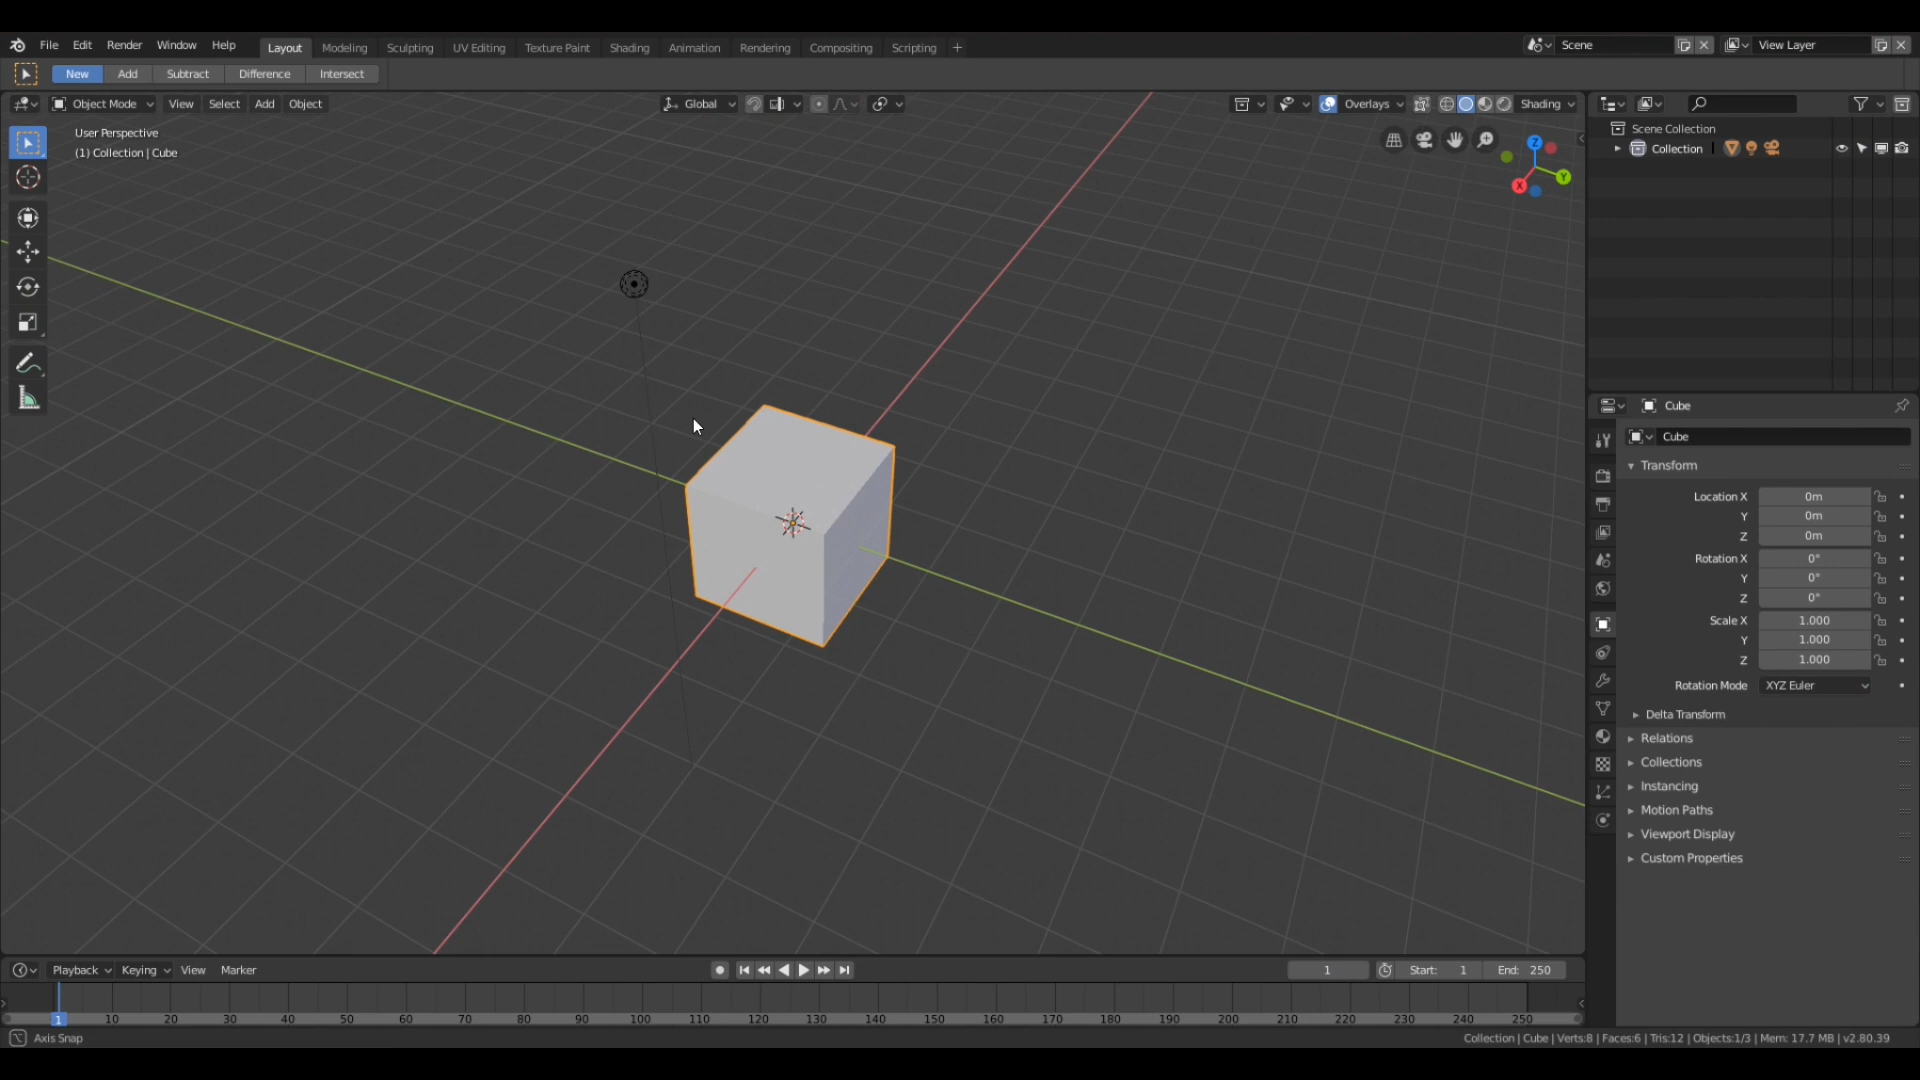 File Edit Render Window Help Layout Modeling Sculpting UV Editing Texture Paint Shading Animation Rendering Compositing Scripting + Scene View Layer
New Add Subtract Difference Intersect
Object Mode View Select Add Object Global Overlays Shading
User Perspective
(1) Collection | Cube
Z
Y
X
Scene Collection
Collection
Cube
Cube
Transform
Location X 0m
Y 0m
Z 0m
Rotation X 0°
Y 0°
Z 0°
Scale X 1.000
Y 1.000
Z 1.000
Rotation Mode XYZ Euler
Delta Transform
Relations
Collections
Instancing
Motion Paths
Viewport Display
Custom Properties
Playback Keying View Marker 1 Start: 1 End: 250
1 10 20 30 40 50 60 70 80 90 100 110 120 130 140 150 160 170 180 190 200 210 220 230 240 250
Axis Snap Collection | Cube | Verts:8 | Faces:6 | Tris:12 | Objects:1/3 | Mem: 17.7 MB | v2.80.39